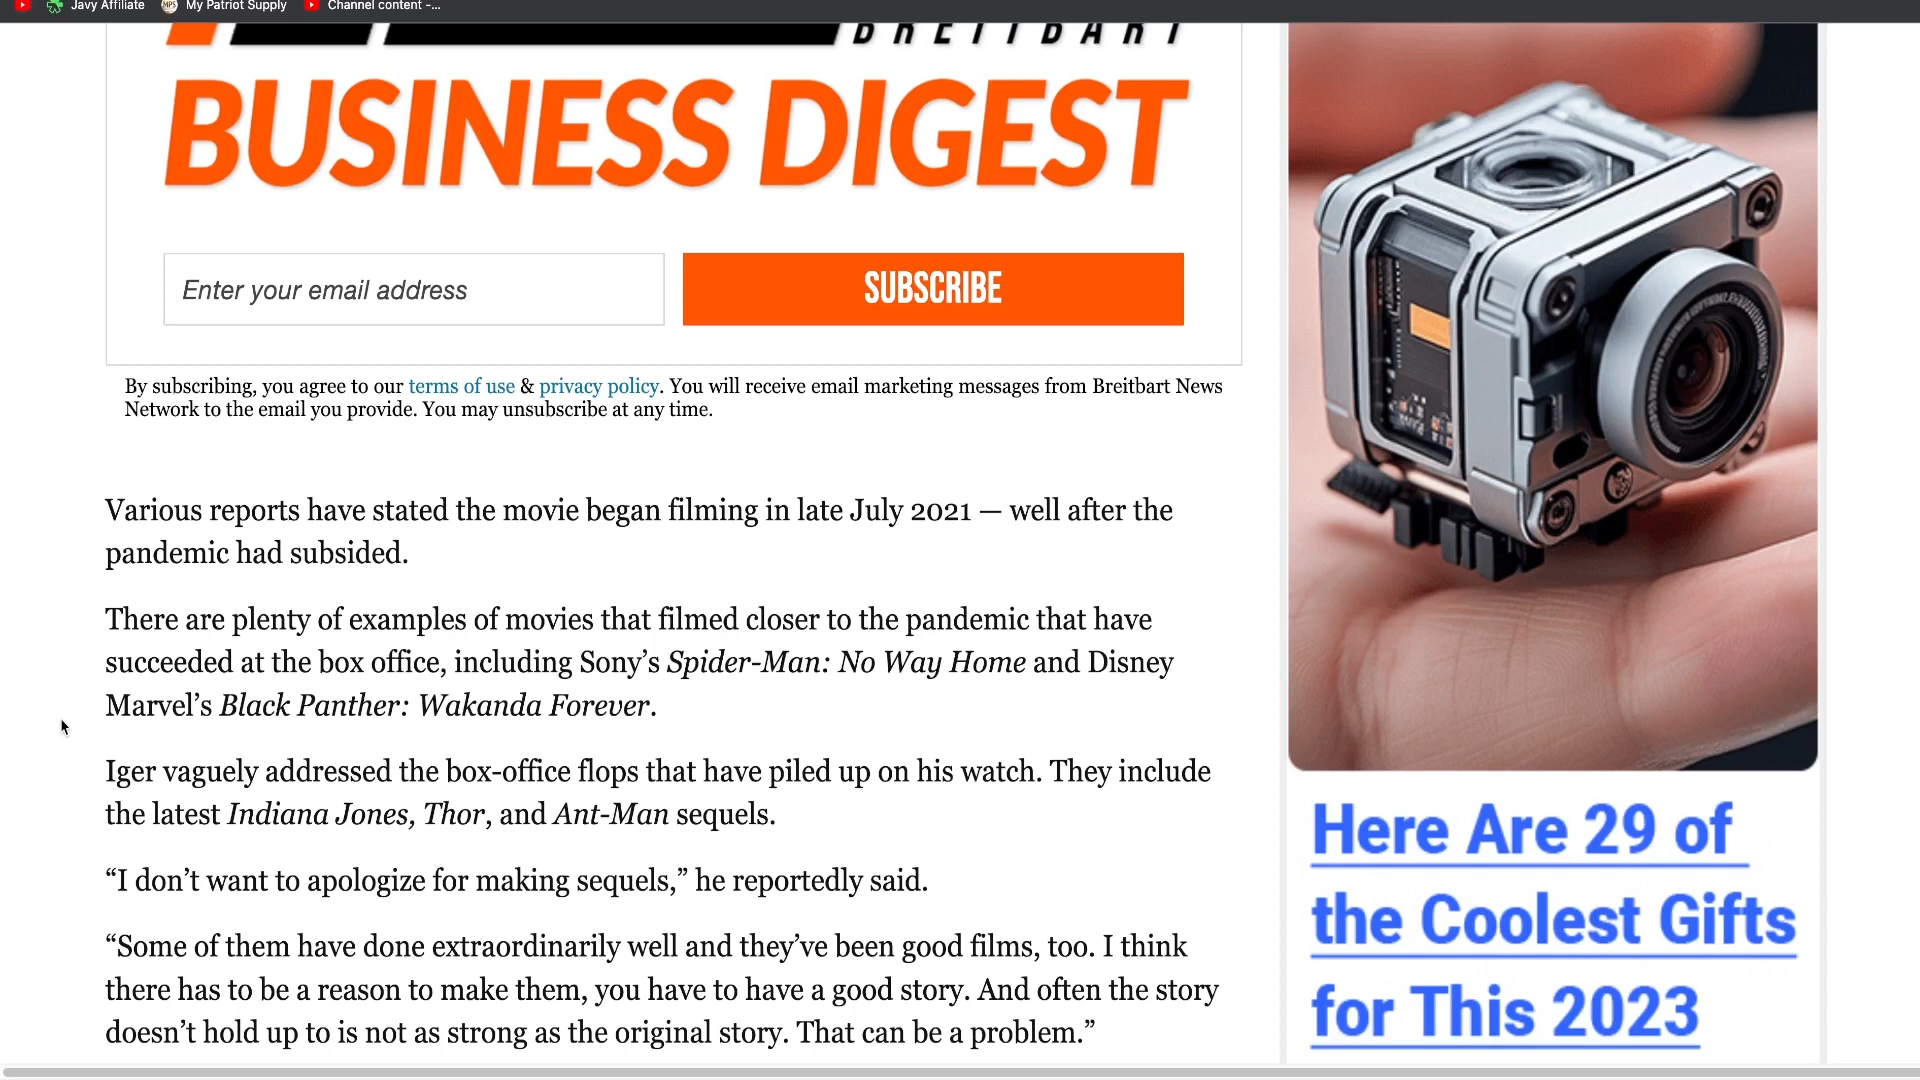 Javy Affiliate
My Patriot Supply
Channel content -...
BREITBART
BUSINESS DIGEST
Enter your email address
SUBSCRIBE
By subscribing, you agree to our terms of use & privacy policy. You will receive email marketing messages from Breitbart News
Network to the email you provide. You may unsubscribe at any time.
Various reports have stated the movie began filming in late July 2021 — well after the
pandemic had subsided.
There are plenty of examples of movies that filmed closer to the pandemic that have
succeeded at the box office, including Sony’s Spider-Man: No Way Home and Disney
Marvel’s Black Panther: Wakanda Forever.
Iger vaguely addressed the box-office flops that have piled up on his watch. They include
the latest Indiana Jones, Thor, and Ant-Man sequels.
“I don’t want to apologize for making sequels,” he reportedly said.
“Some of them have done extraordinarily well and they’ve been good films, too. I think
there has to be a reason to make them, you have to have a good story. And often the story
doesn’t hold up to is not as strong as the original story. That can be a problem.”
Here Are 29 of
the Coolest Gifts
for This 2023